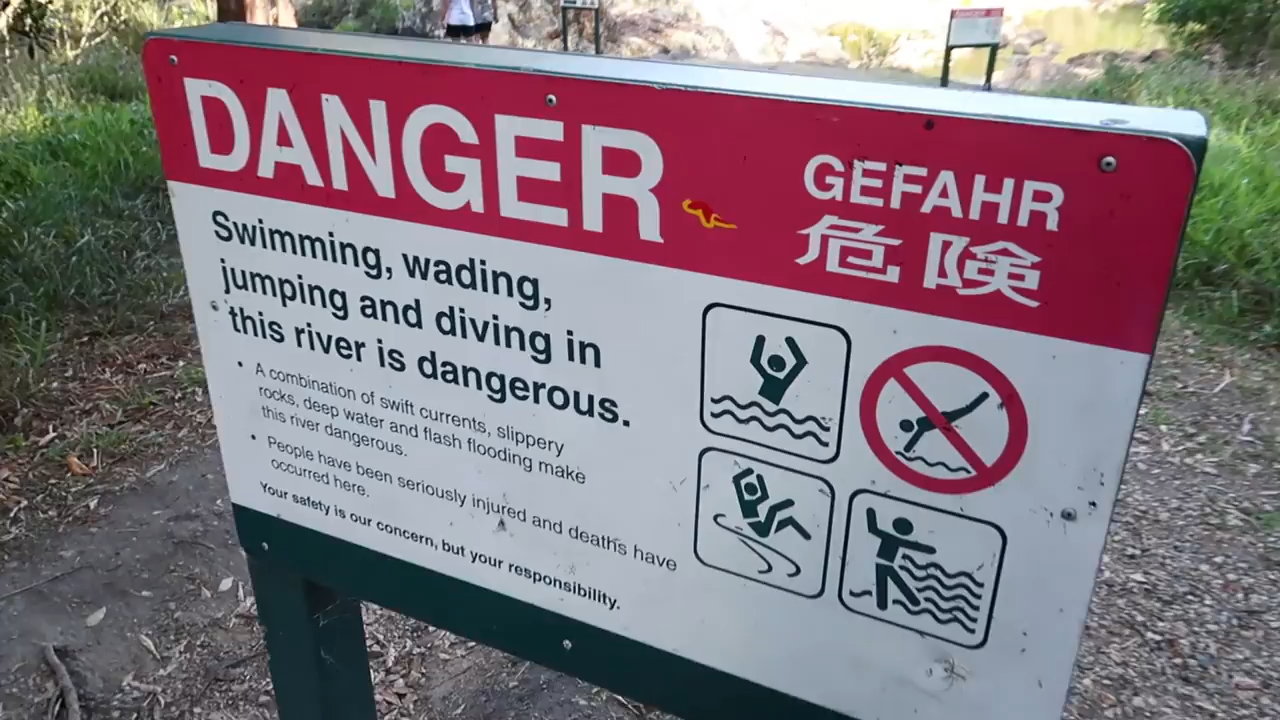 DANGER
GEFAHR
危険
Swimming, wading,
jumping and diving in
this river is dangerous.
• A combination of swift currents, slippery
rocks, deep water and flash flooding make
this river dangerous.
• People have been seriously injured and deaths have
occurred here.
Your safety is our concern, but your responsibility.
DANGER